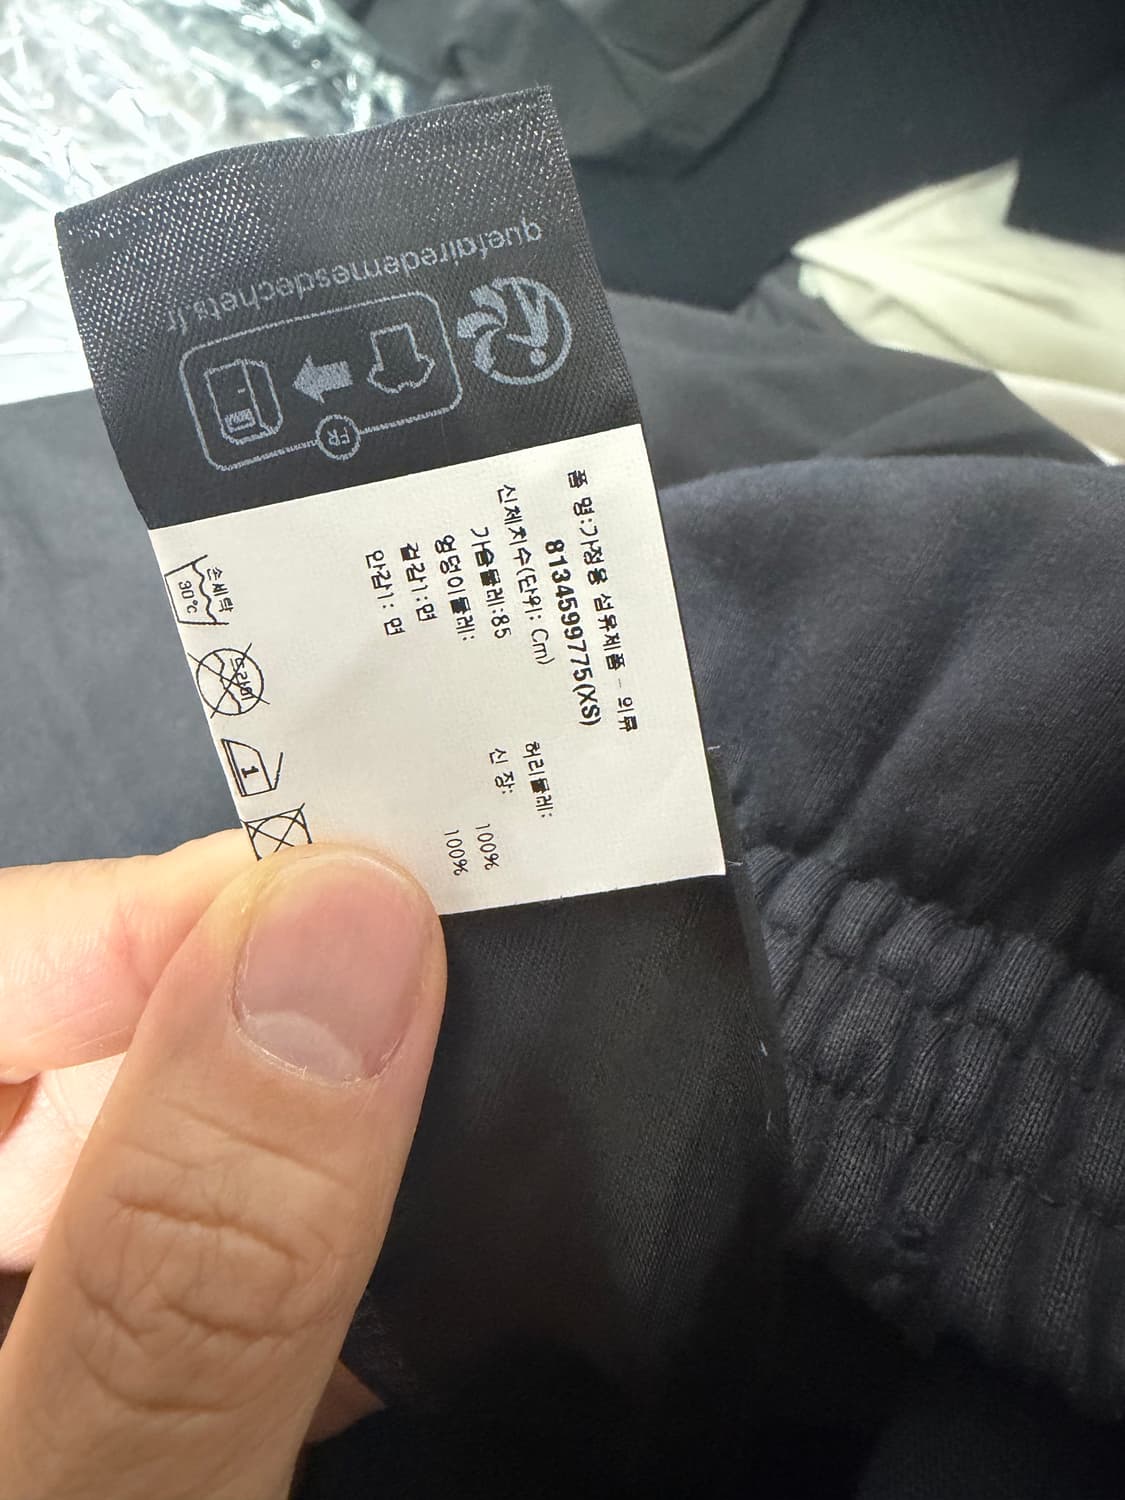 quefairedemesdechets.fr
FR
품 명:가정용 섬유제품 - 의류
8134599775(XS)
신체치수(단위: Cm)
가슴둘레:85 허리둘레:
엉덩이둘레: 신 장:
겉감1: 면 100%
안감1: 면 100%
손세탁
30℃
드라이
1